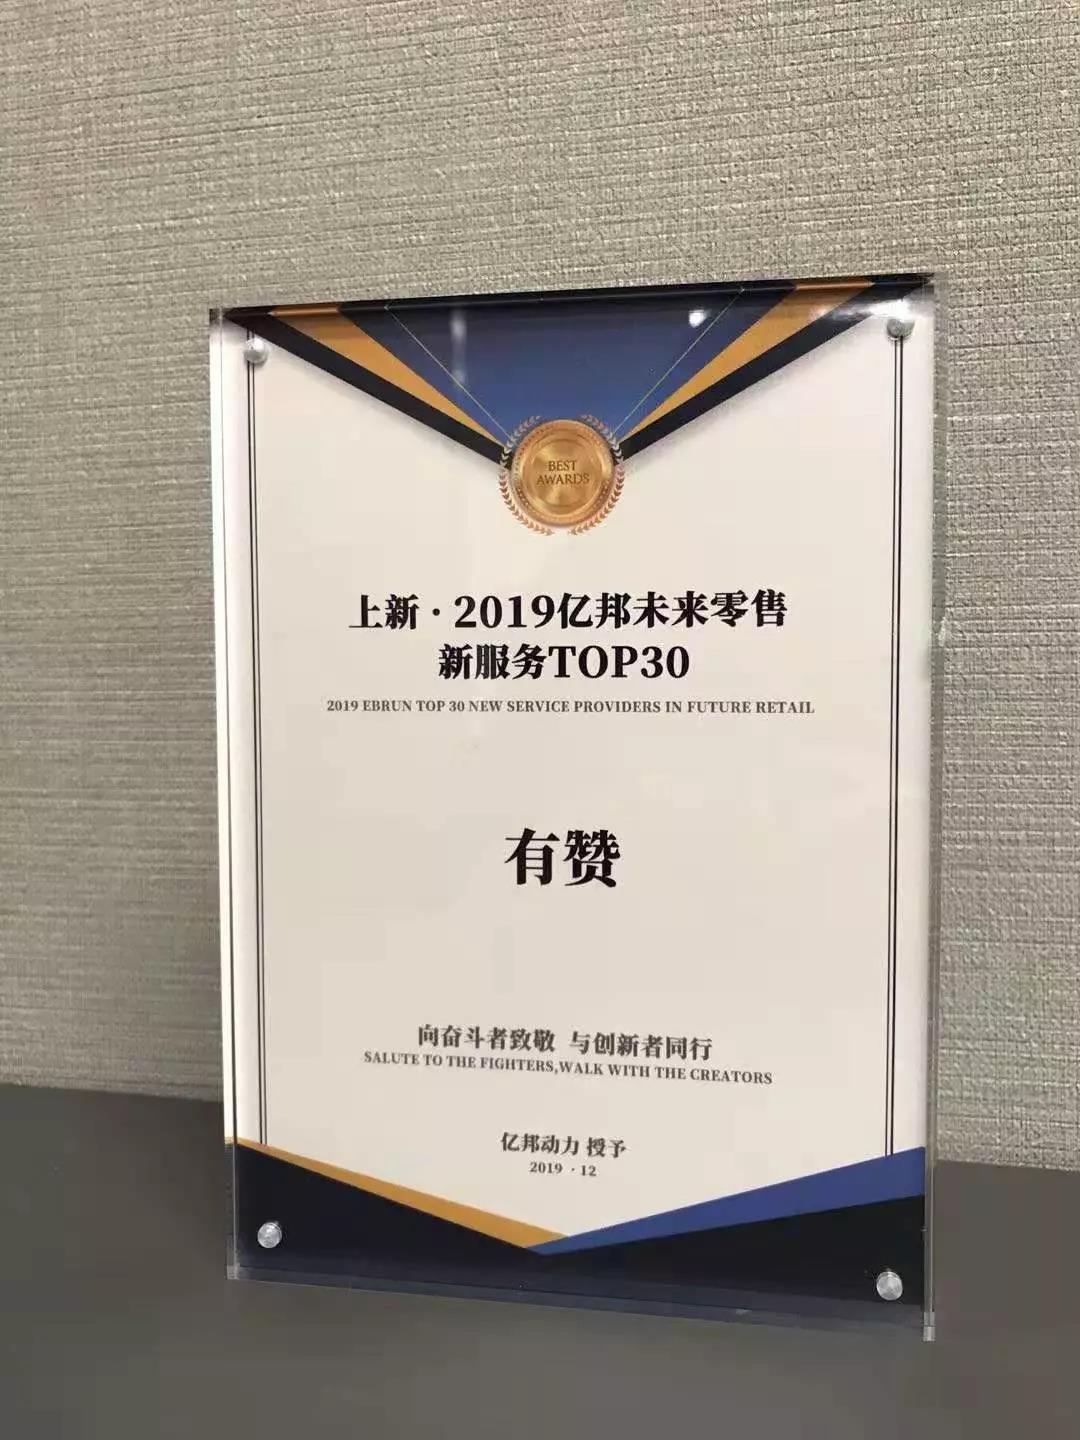 BEST
AWARDS
上新·2019亿邦未来零售
新服务TOP30
2019 EBRUN TOP 30 NEW SERVICE PROVIDERS IN FUTURE RETAIL
有赞
向奋斗者致敬 与创新者同行
SALUTE TO THE FIGHTERS,WALK WITH THE CREATORS
亿邦动力 授予
2019 · 12